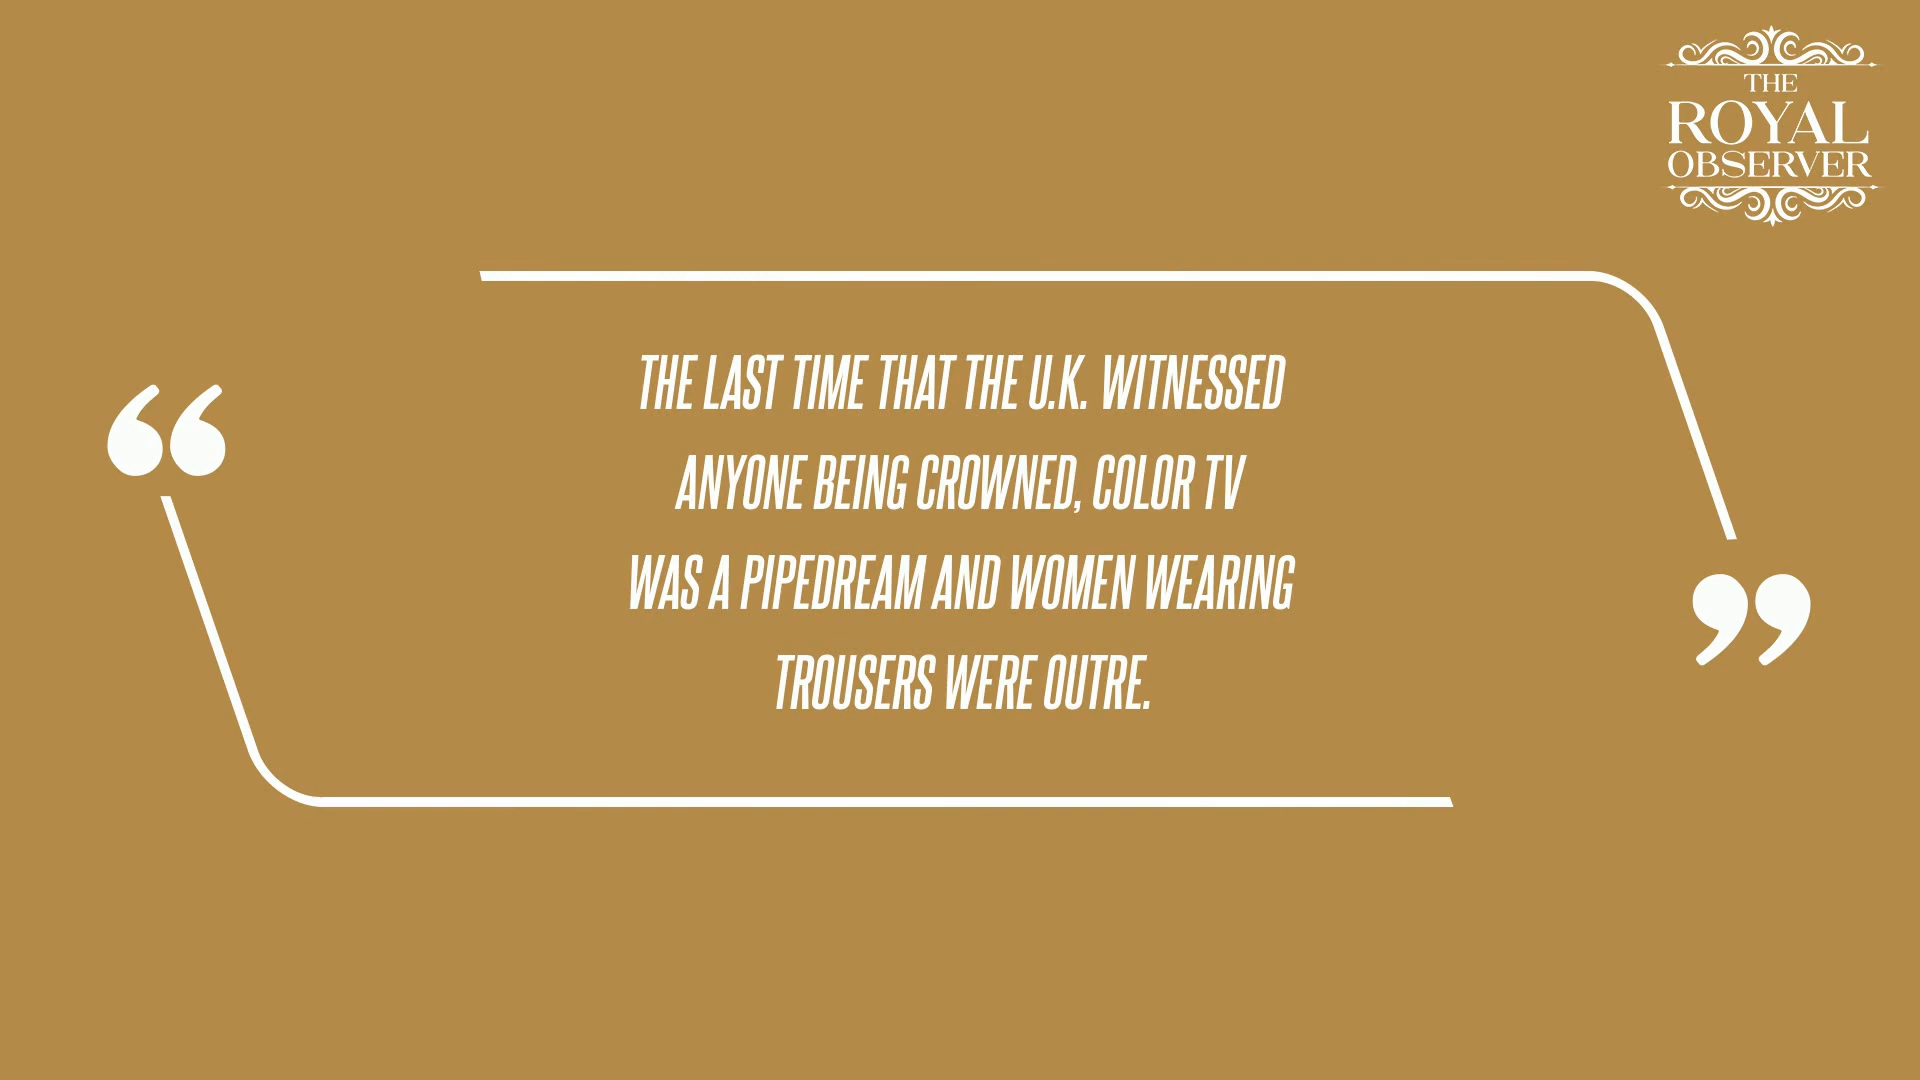 THE
ROYAL
OBSERVER
“
THE LAST TIME THAT THE U.K. WITNESSED
ANYONE BEING CROWNED, COLOR TV
WAS A PIPEDREAM AND WOMEN WEARING
TROUSERS WERE OUTRE.
”